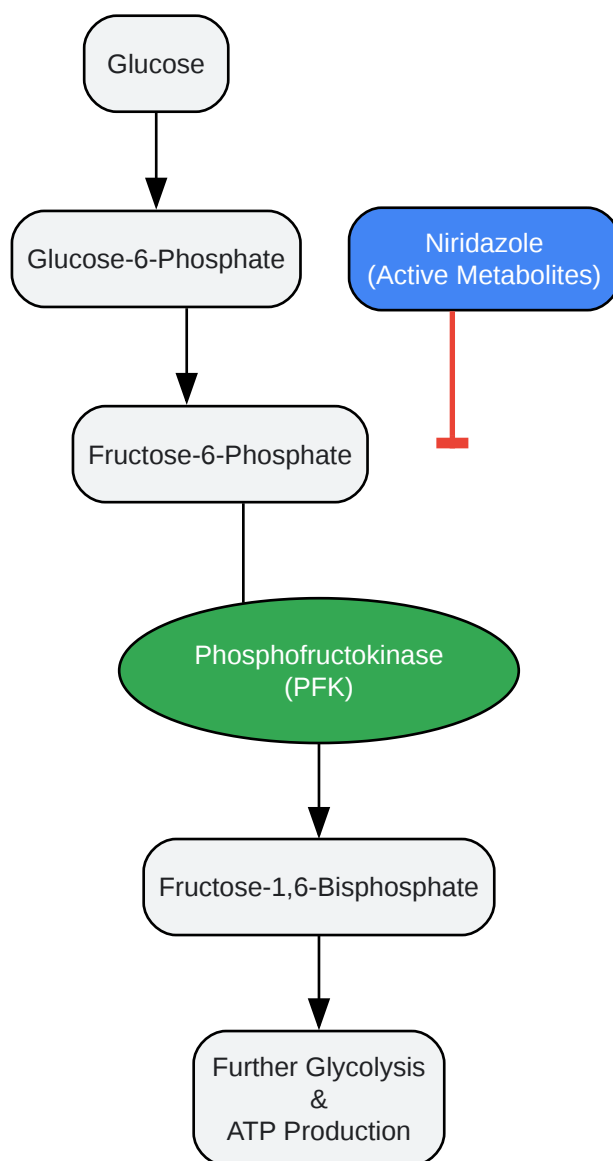 Glucose
Glucose-6-Phosphate
Niridazole
(Active Metabolites)
Fructose-6-Phosphate
Phosphofructokinase
(PFK)
Fructose-1,6-Bisphosphate
Further Glycolysis
&
ATP Production